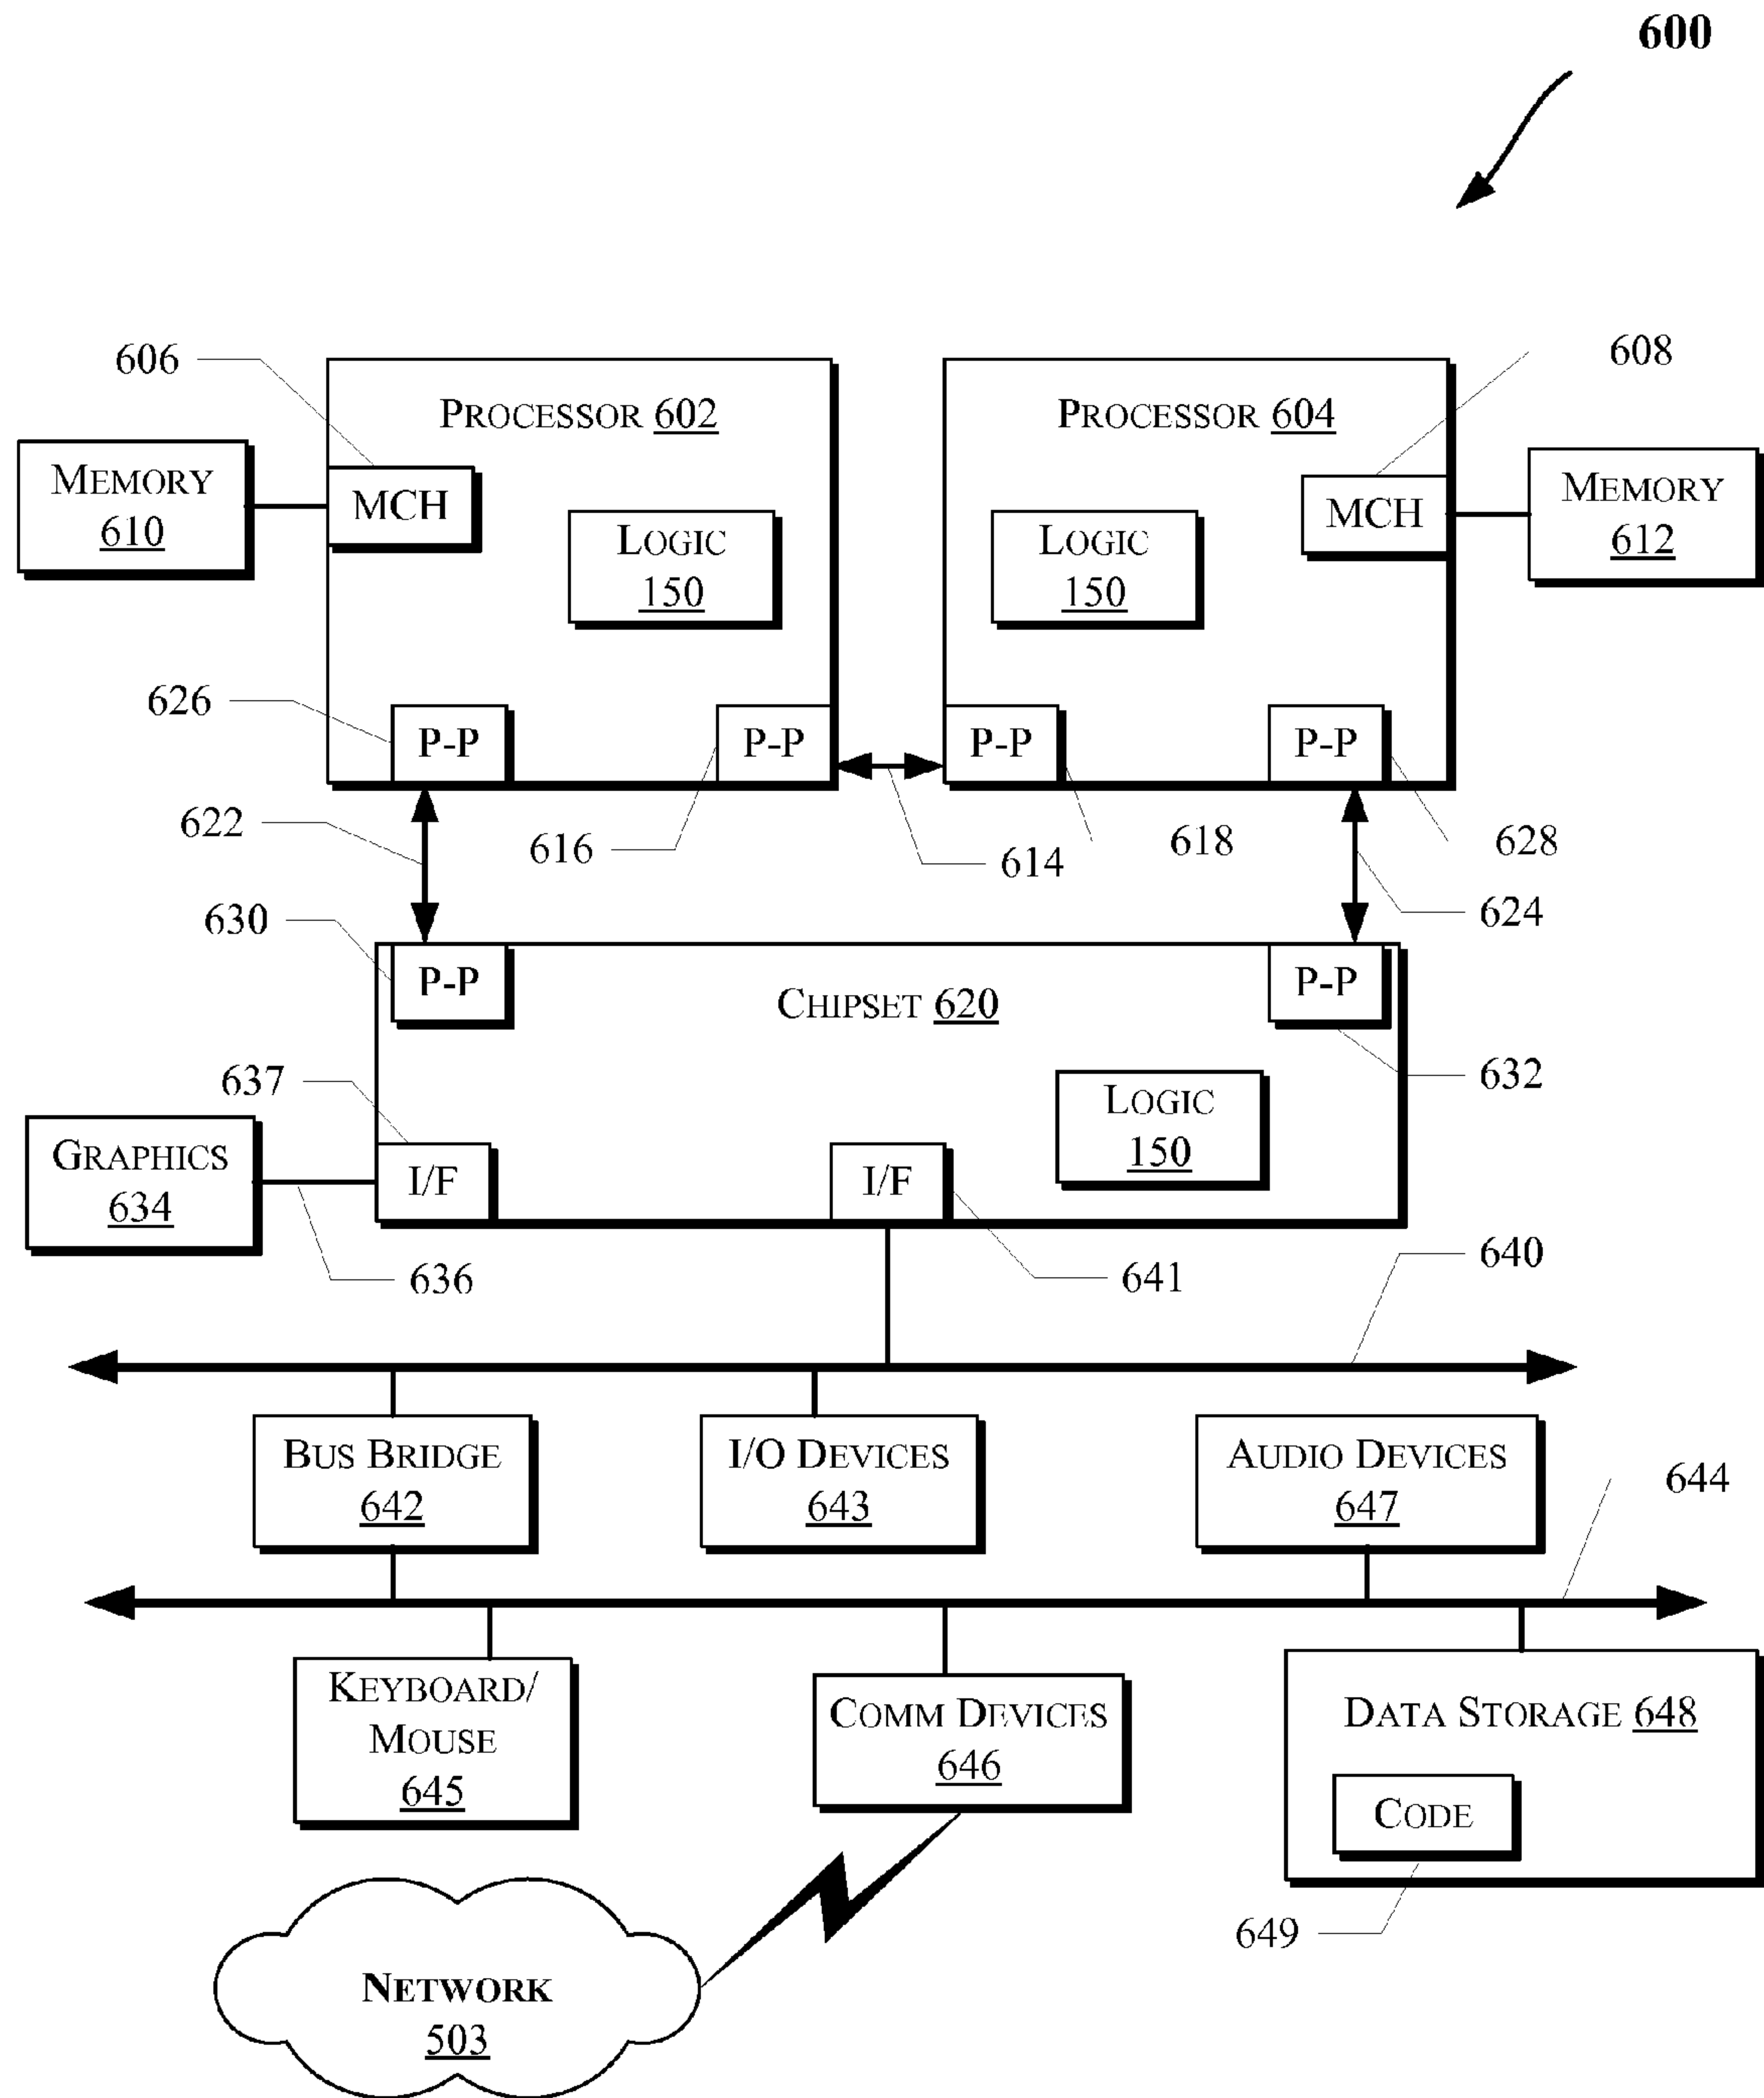 600
606
608
PROCESSOR 602
PROCESSOR 604
MEMORY
610
MCH
LOGIC
150
LOGIC
150
MCH
MEMORY
612
626
P-P
P-P
P-P
P-P
622
616
614
618
628
624
630
P-P
CHIPSET 620
P-P
632
637
LOGIC
150
GRAPHICS
634
I/F
I/F
636
641
640
BUS BRIDGE
642
I/O DEVICES
643
AUDIO DEVICES
647
644
KEYBOARD/
MOUSE
645
COMM DEVICES
646
DATA STORAGE 648
CODE
649
NETWORK
503